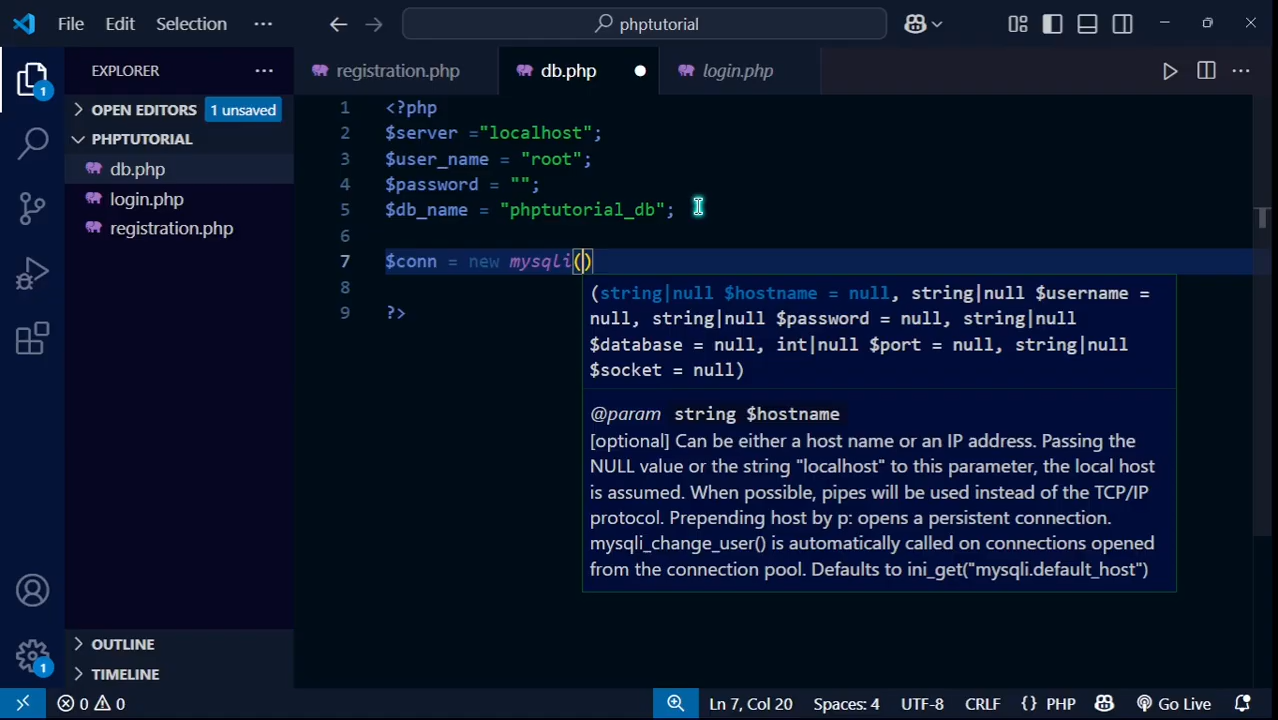 File Edit Selection ··· phptutorial
EXPLORER ···
registration.php db.php login.php ···
OPEN EDITORS 1 unsaved
PHPTUTORIAL
db.php
login.php
registration.php
1 <?php
2 $server ="localhost";
3 $user_name = "root";
4 $password = "";
5 $db_name = "phptutorial_db";
6
7 $conn = new mysqli()
8
9 ?>
(string|null $hostname = null, string|null $username =
null, string|null $password = null, string|null
$database = null, int|null $port = null, string|null
$socket = null)
@param string $hostname
[optional] Can be either a host name or an IP address. Passing the
NULL value or the string "localhost" to this parameter, the local host
is assumed. When possible, pipes will be used instead of the TCP/IP
protocol. Prepending host by p: opens a persistent connection.
mysqli_change_user() is automatically called on connections opened
from the connection pool. Defaults to ini_get("mysqli.default_host")
1
1
OUTLINE
TIMELINE
0 0 Ln 7, Col 20 Spaces: 4 UTF-8 CRLF {} PHP Go Live